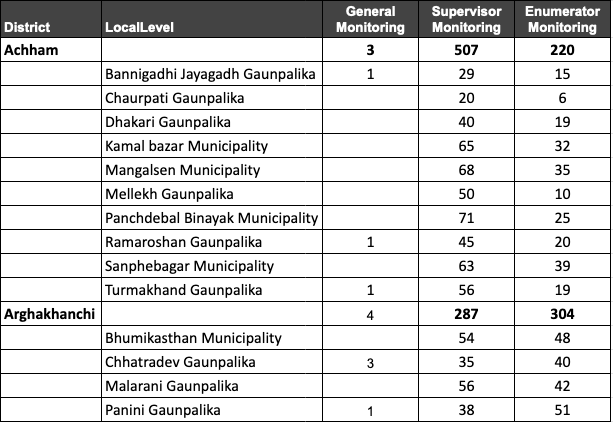 District LocalLevel General Monitoring Supervisor Monitoring Enumerator Monitoring
Achham 3 507 220
Bannigadhi Jayagadh Gaunpalika 1 29 15
Chaurpati Gaunpalika 20 6
Dhakari Gaunpalika 40 19
Kamal bazar Municipality 65 32
Mangalsen Municipality 68 35
Mellekh Gaunpalika 50 10
Panchdebal Binayak Municipality 71 25
Ramaroshan Gaunpalika 1 45 20
Sanphebagar Municipality 63 39
Turmakhand Gaunpalika 1 56 19
Arghakhanchi 4 287 304
Bhumikasthan Municipality 54 48
Chhatradev Gaunpalika 3 35 40
Malarani Gaunpalika 56 42
Panini Gaunpalika 1 38 51